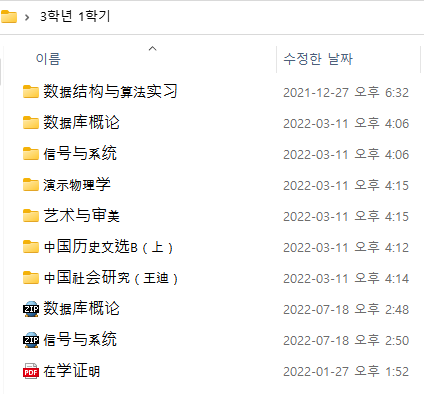 3학년 1학기
이름 수정한 날짜
数据结构与算法实习 2021-12-27 오후 6:32
数据库概论 2022-03-11 오후 4:06
信号与系统 2022-03-11 오후 4:06
演示物理学 2022-03-11 오후 4:15
艺术与审美 2022-03-11 오후 4:15
中国历史文选B（上） 2022-03-11 오후 4:12
中国社会研究（王迪） 2022-03-11 오후 4:14
ZIP 数据库概论 2022-07-18 오후 2:48
ZIP 信号与系统 2022-07-18 오후 2:50
PDF 在学证明 2022-01-27 오후 1:52